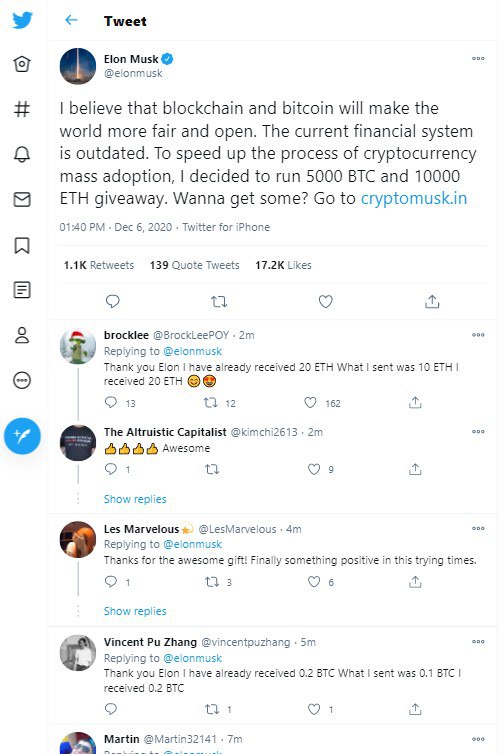 Tweet
Elon Musk
@elonmusk
I believe that blockchain and bitcoin will make the
world more fair and open. The current financial system
is outdated. To speed up the process of cryptocurrency
mass adoption, I decided to run 5000 BTC and 10000
ETH giveaway. Wanna get some? Go to cryptomusk.in
01:40 PM · Dec 6, 2020 · Twitter for iPhone
1.1K Retweets 139 Quote Tweets 17.2K Likes
brocklee @BrockLeePOY · 2m
Replying to @elonmusk
Thank you Elon I have already received 20 ETH What I sent was 10 ETH I
received 20 ETH 😊😍
13 12 162
The Altruistic Capitalist @kimchi2613 · 2m
👍👍👍👍 Awesome
1 9
Show replies
Les Marvelous💫 @LesMarvelous · 4m
Replying to @elonmusk
Thanks for the awesome gift! Finally something positive in this trying times.
1 3 6
Show replies
Vincent Pu Zhang @vincentpuzhang · 5m
Replying to @elonmusk
Thank you Elon I have already received 0.2 BTC What I sent was 0.1 BTC I
received 0.2 BTC
1 1
Martin @Martin32141 · 7m
Replying to @elonmusk